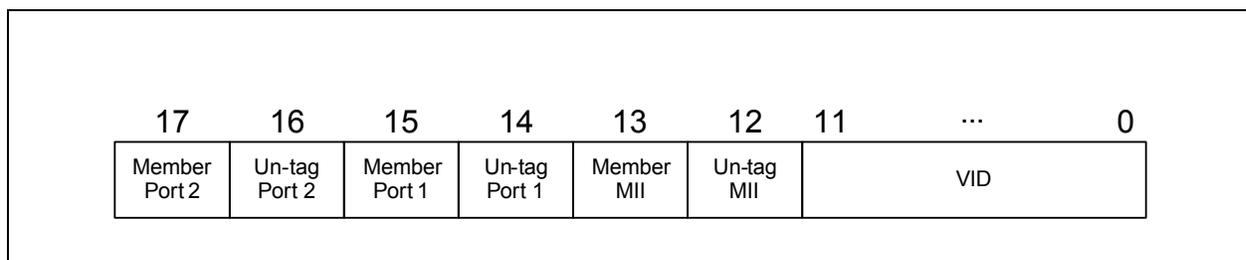 17 16 15 14 13 12 11 ... 0
Member Un-tag Member Un-tag Member Un-tag VID
Port 2 Port 2 Port 1 Port 1 MII MII